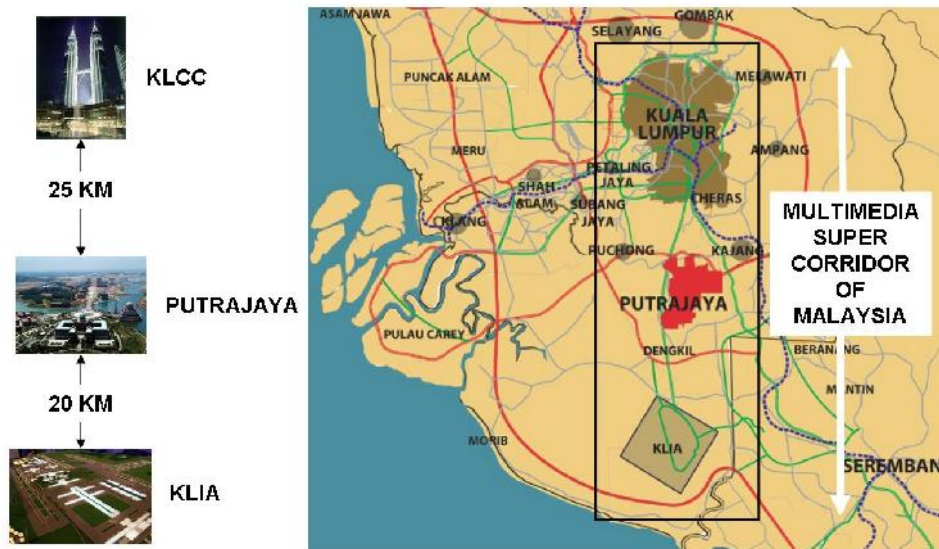 KLCC
25 KM
PUTRAJAYA
20 KM
KLIA
ASAM JAWA
GOMBAK
SELAYANG
PUNCAK ALAM
MELAWATI
KUALA
LUMPUR
MERU
AMPANG
PETALING
JAYA
SHAH
ALAM
CHERAS
SUBANG
JAYA
KLANG
PUCHONG
KAJANG
MULTIMEDIA
SUPER
CORRIDOR
OF
MALAYSIA
PUTRAJAYA
PULAU CAREY
DENGKIL
BERANANG
MANTIN
MORIB
KLIA
SEREMBAN